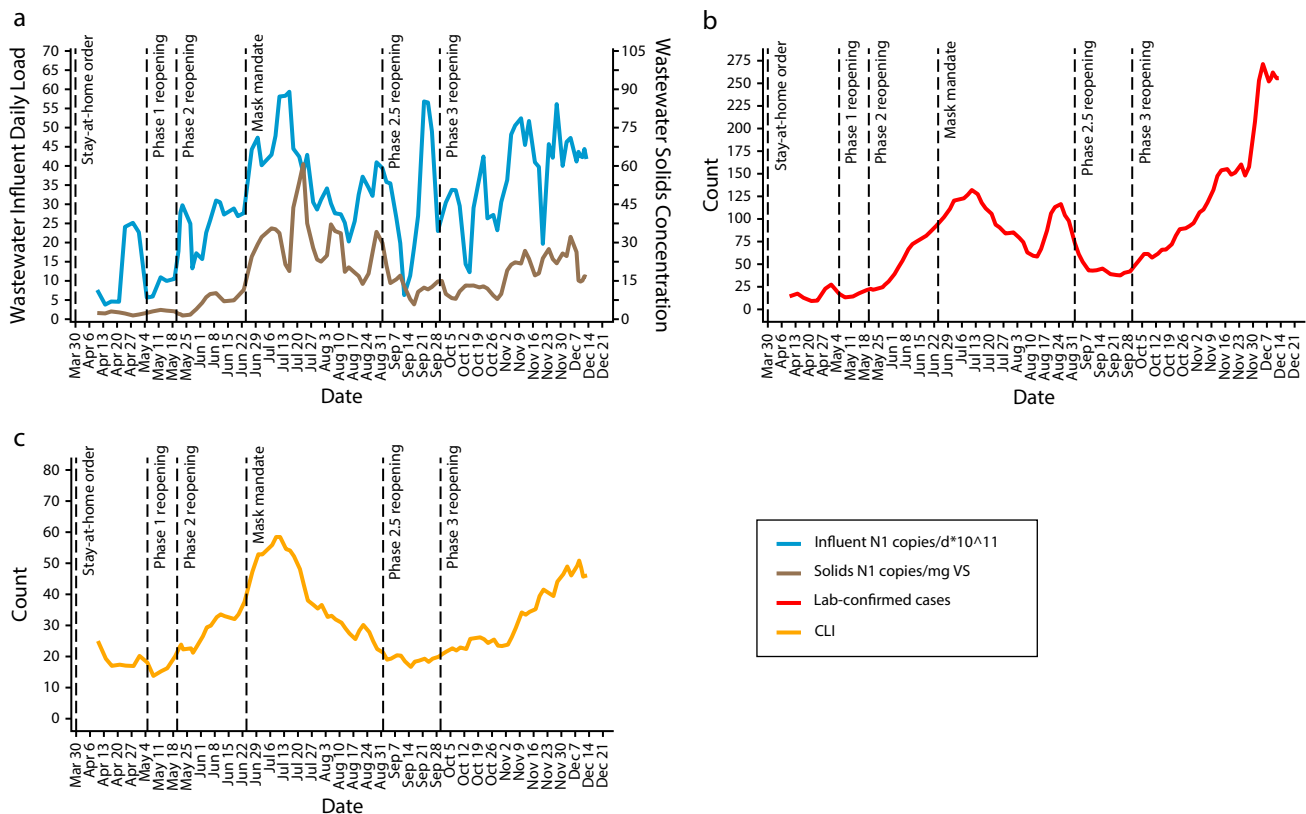 a
Wastewater Influent Daily Load
70
65
60
55
50
45
40
35
30
25
20
15
10
5
0
Stay-at-home order
Phase 1 reopening
Phase 2 reopening
Mask mandate
Phase 2.5 reopening
Phase 3 reopening
105
90
75
60
45
30
15
0
Wastewater Solids Concentration
Mar 30
Apr 6
Apr 13
Apr 20
Apr 27
May 4
May 11
May 18
May 25
Jun 1
Jun 8
Jun 15
Jun 22
Jun 29
Jul 6
Jul 13
Jul 20
Jul 27
Aug 3
Aug 10
Aug 17
Aug 24
Aug 31
Sep 7
Sep 14
Sep 21
Sep 28
Oct 5
Oct 12
Oct 19
Oct 26
Nov 2
Nov 9
Nov 16
Nov 23
Nov 30
Dec 7
Dec 14
Dec 21
Date
b
Count
275
250
225
200
175
150
125
100
75
50
25
0
Stay-at-home order
Phase 1 reopening
Phase 2 reopening
Mask mandate
Phase 2.5 reopening
Phase 3 reopening
Mar 30
Apr 6
Apr 13
Apr 20
Apr 27
May 4
May 11
May 18
May 25
Jun 1
Jun 8
Jun 15
Jun 22
Jun 29
Jul 6
Jul 13
Jul 20
Jul 27
Aug 3
Aug 10
Aug 17
Aug 24
Aug 31
Sep 7
Sep 14
Sep 21
Sep 28
Oct 5
Oct 12
Oct 19
Oct 26
Nov 2
Nov 9
Nov 16
Nov 23
Nov 30
Dec 7
Dec 14
Dec 21
Date
c
Count
80
70
60
50
40
30
20
10
0
Stay-at-home order
Phase 1 reopening
Phase 2 reopening
Mask mandate
Phase 2.5 reopening
Phase 3 reopening
Mar 30
Apr 6
Apr 13
Apr 20
Apr 27
May 4
May 11
May 18
May 25
Jun 1
Jun 8
Jun 15
Jun 22
Jun 29
Jul 6
Jul 13
Jul 20
Jul 27
Aug 3
Aug 10
Aug 17
Aug 24
Aug 31
Sep 7
Sep 14
Sep 21
Sep 28
Oct 5
Oct 12
Oct 19
Oct 26
Nov 2
Nov 9
Nov 16
Nov 23
Nov 30
Dec 7
Dec 14
Dec 21
Date
Influent N1 copies/d*10^11
Solids N1 copies/mg VS
Lab-confirmed cases
CLI